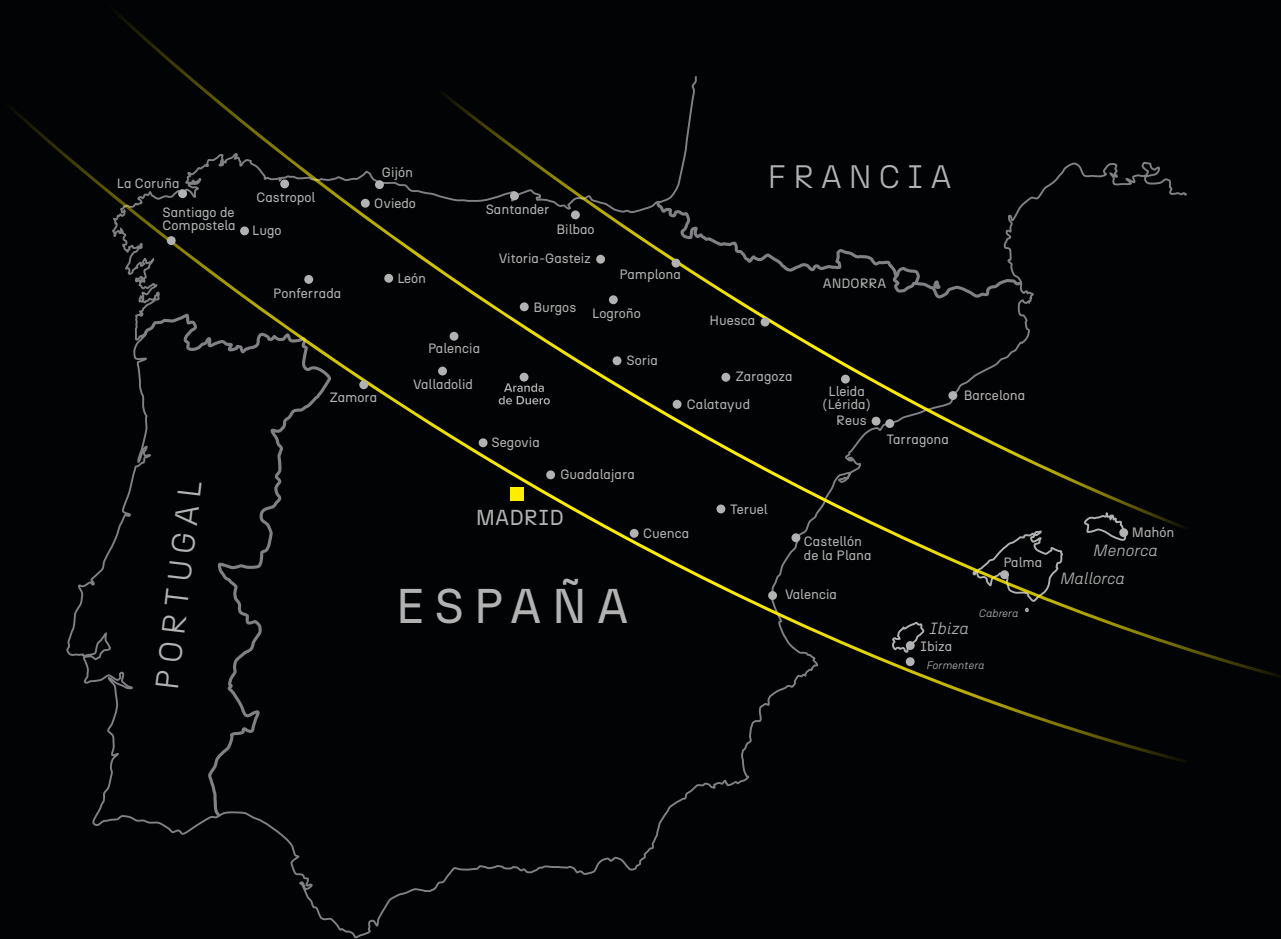 FRANCIA
Gijón
La Coruña
Castropol
Oviedo
Santander
Santiago de
Compostela
Lugo
Bilbao
Vitoria-Gasteiz
Pamplona
León
ANDORRA
Ponferrada
Burgos
Logroño
Huesca
Palencia
Soria
Valladolid
Aranda
de Duero
Zaragoza
Lleida
(Lérida)
Zamora
Calatayud
Barcelona
Reus
Tarragona
Segovia
Guadalajara
MADRID
Teruel
Cuenca
Castellón
de la Plana
Mahón
Menorca
Palma
Mallorca
PORTUGAL
ESPAÑA
Valencia
Cabrera
Ibiza
Ibiza
Formentera